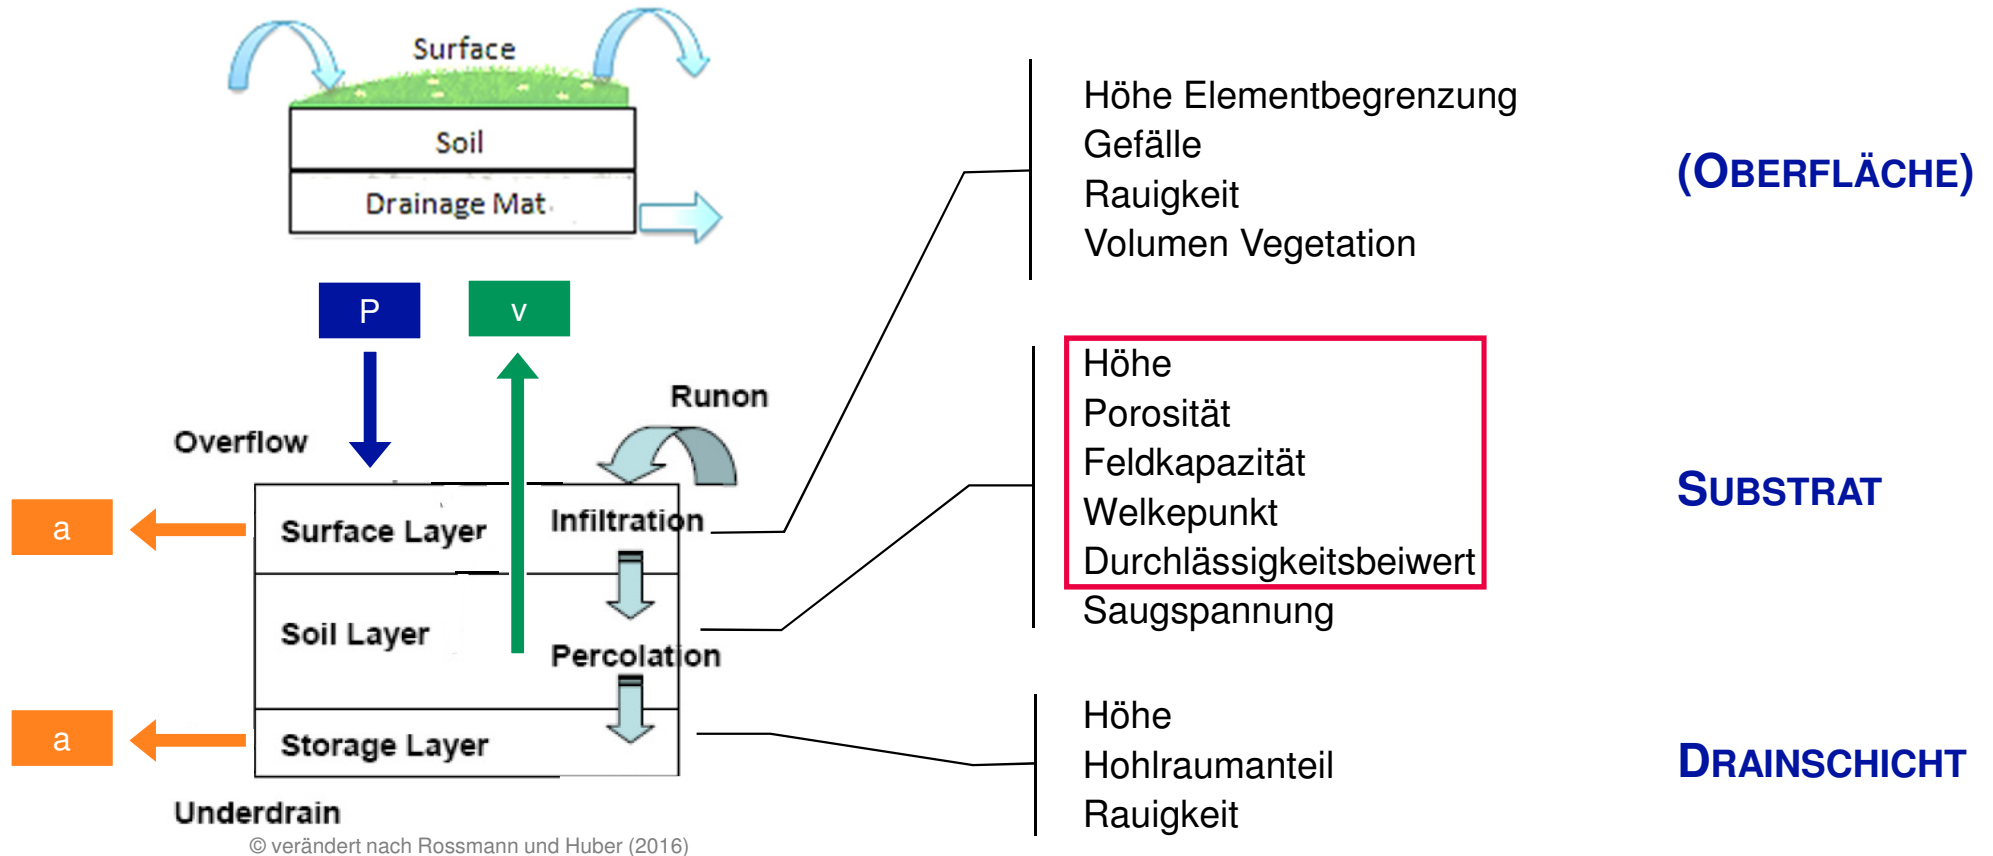 Surface
Soil
Drainage Mat
P
v
Runon
Overflow
a
Surface Layer
Infiltration
Soil Layer
Percolation
a
Storage Layer
Underdrain
© verändert nach Rossmann und Huber (2016)
Höhe Elementbegrenzung
Gefälle
Rauigkeit
Volumen Vegetation
(OBERFLÄCHE)
Höhe
Porosität
Feldkapazität
Welkepunkt
Durchlässigkeitsbeiwert
Saugspannung
SUBSTRAT
Höhe
Hohlraumanteil
Rauigkeit
DRAINSCHICHT